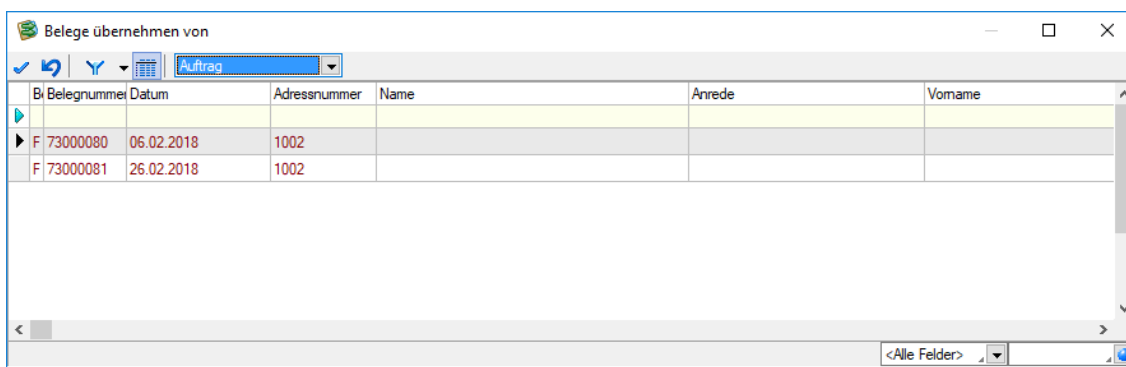 Belege übernehmen von
Auftrag
Be Belegnummer Datum Adressnummer Name Anrede Vorname
F 73000080 06.02.2018 1002
F 73000081 26.02.2018 1002
<Alle Felder>